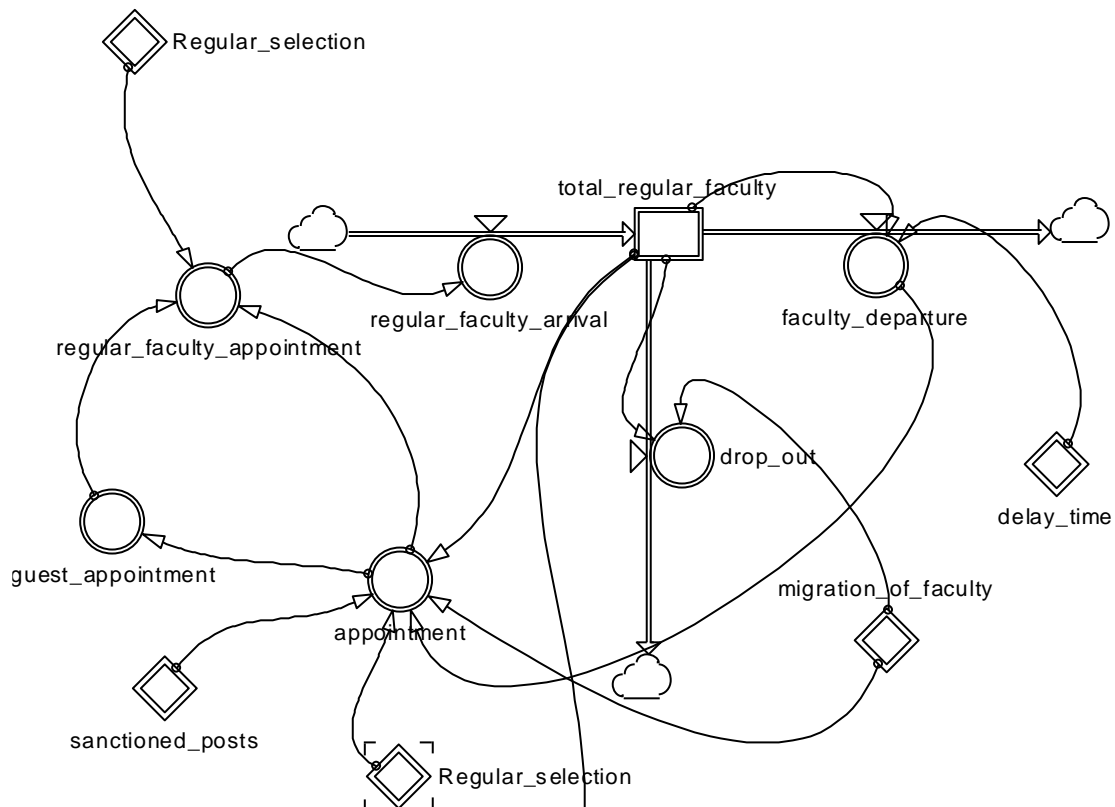 Regular_selection
total_regular_faculty
regular_faculty_arrival
faculty_departure
regular_faculty_appointment
drop_out
delay_time
guest_appointment
migration_of_faculty
appointment
sanctioned_posts
Regular_selection